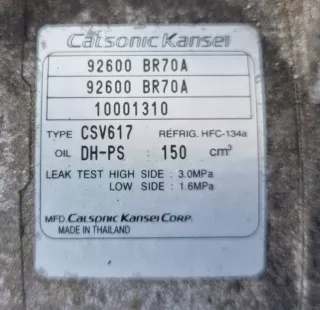 Calsonic Kansei
92600 BR70A
92600 BR70A
10001310
TYPE CSV617 REFRIG. HFC-134a
OIL DH-PS : 150 cm³
LEAK TEST HIGH SIDE : 3.0MPa
LOW SIDE : 1.6MPa
MFD. CALSONIC KANSEI CORP.
MADE IN THAILAND